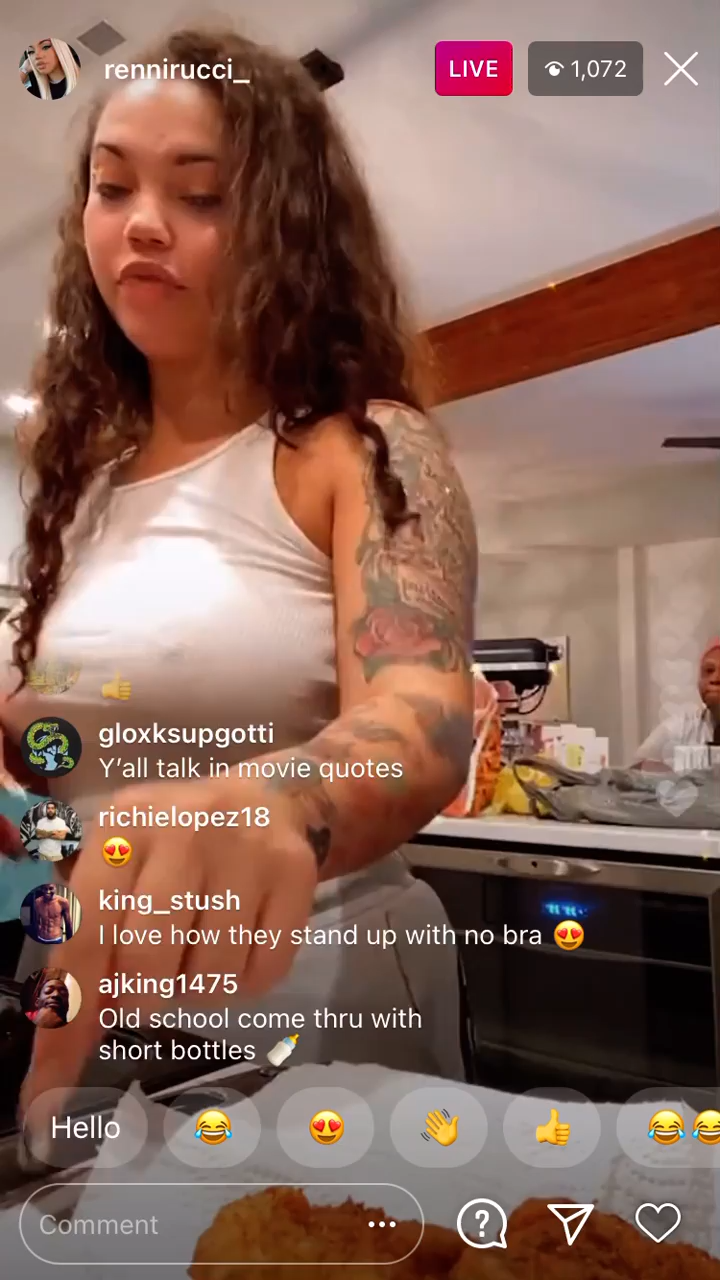 rennirucci_
LIVE
1,072
👍
gloxksupgotti
Y’all talk in movie quotes
richielopez18
😍
king_stush
I love how they stand up with no bra 😍
ajking1475
Old school come thru with
short bottles 🍼
Hello 😂 😍 👋 👍 😂😂
Comment